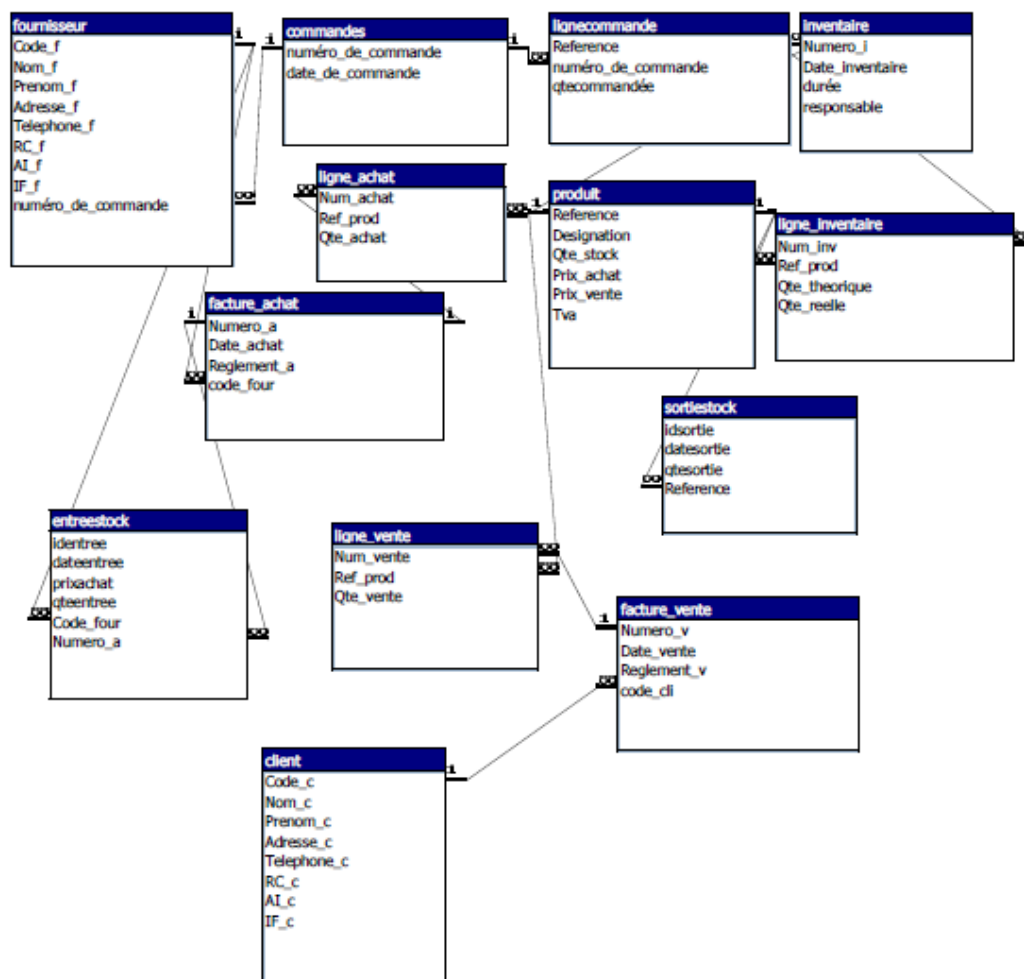 fournisseur
Code_f
Nom_f
Prenom_f
Adresse_f
Telephone_f
RC_f
AI_f
IF_f
numéro_de_commande
commandes
numéro_de_commande
date_de_commande
lignecommande
Reference
numéro_de_commande
qtecommandée
inventaire
Numero_i
Date_inventaire
durée
responsable
ligne_achat
Num_achat
Ref_prod
Qte_achat
produit
Reference
Designation
Qte_stock
Prix_achat
Prix_vente
Tva
ligne_inventaire
Num_inv
Ref_prod
Qte_theorique
Qte_reelle
facture_achat
Numero_a
Date_achat
Reglement_a
code_four
sortiestock
idsortie
datesortie
qtesortie
Reference
entreestock
identree
dateentree
prixachat
qteentree
Code_four
Numero_a
ligne_vente
Num_vente
Ref_prod
Qte_vente
facture_vente
Numero_v
Date_vente
Reglement_v
code_cli
client
Code_c
Nom_c
Prenom_c
Adresse_c
Telephone_c
RC_c
AI_c
IF_c